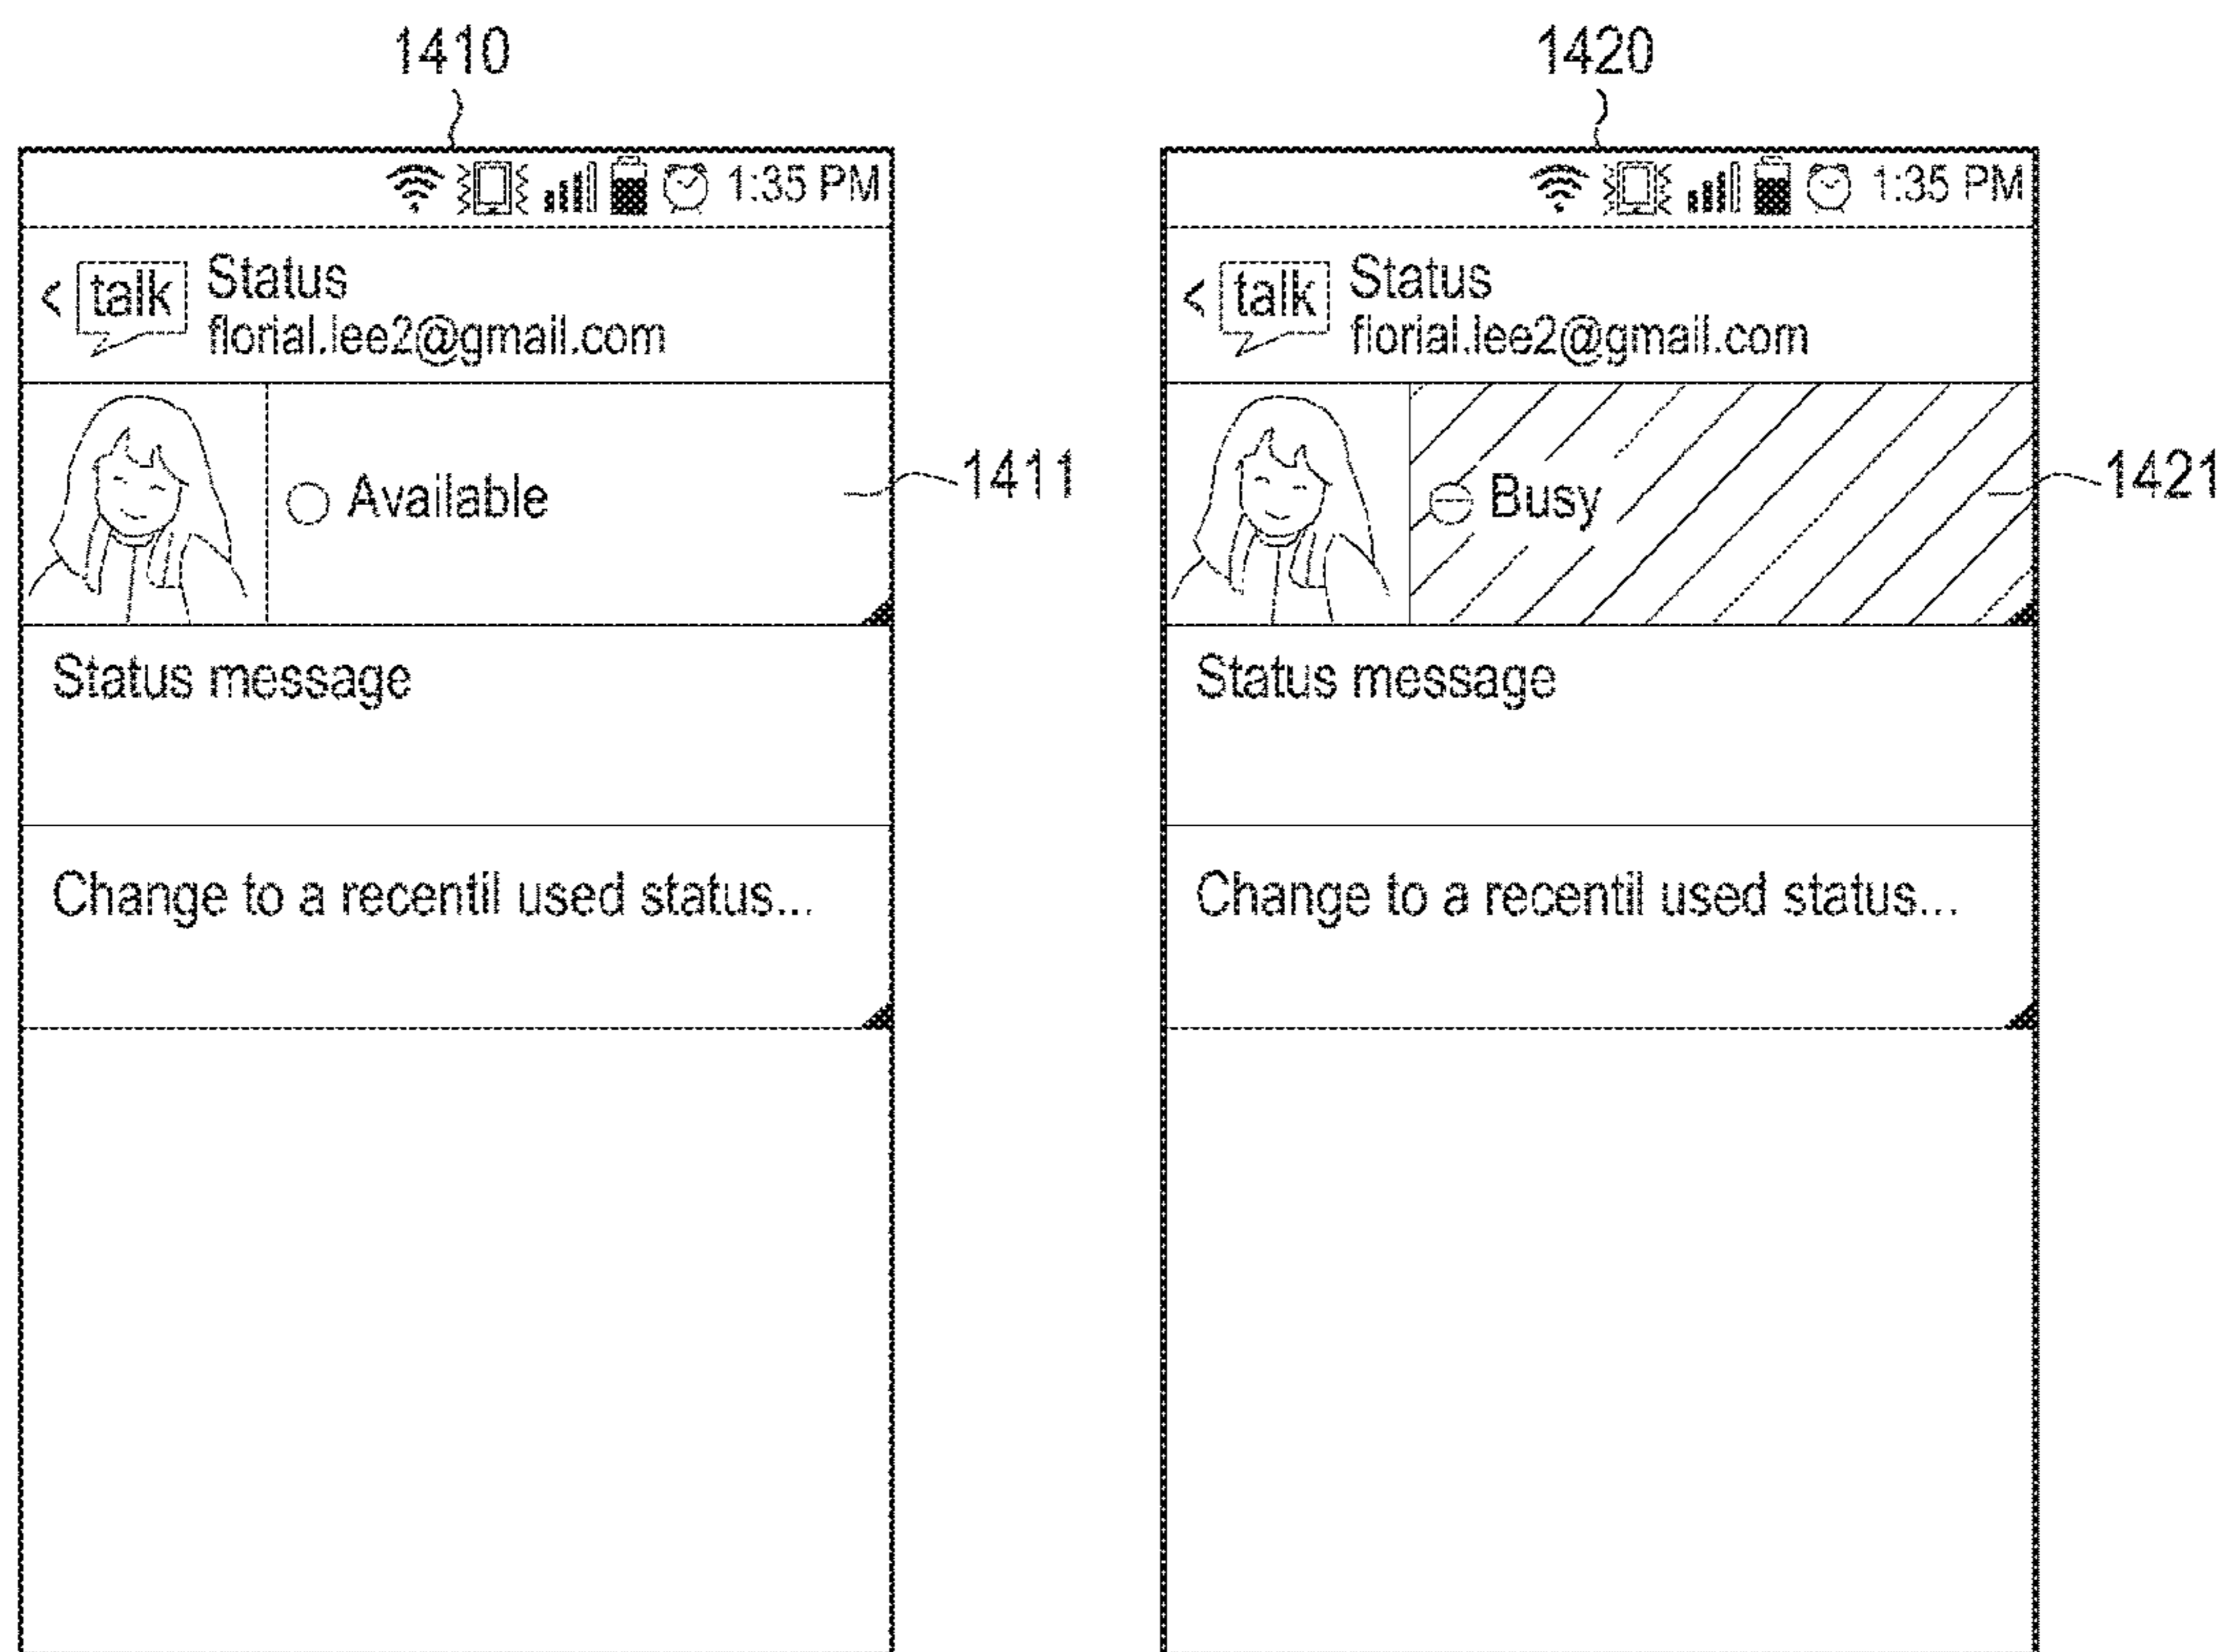 1410
1:35 PM
talk
Status
florial.lee2@gmail.com
Available
1411
Status message
Change to a recentil used status...
1420
1:35 PM
talk
Status
florial.lee2@gmail.com
Busy
1421
Status message
Change to a recentil used status...